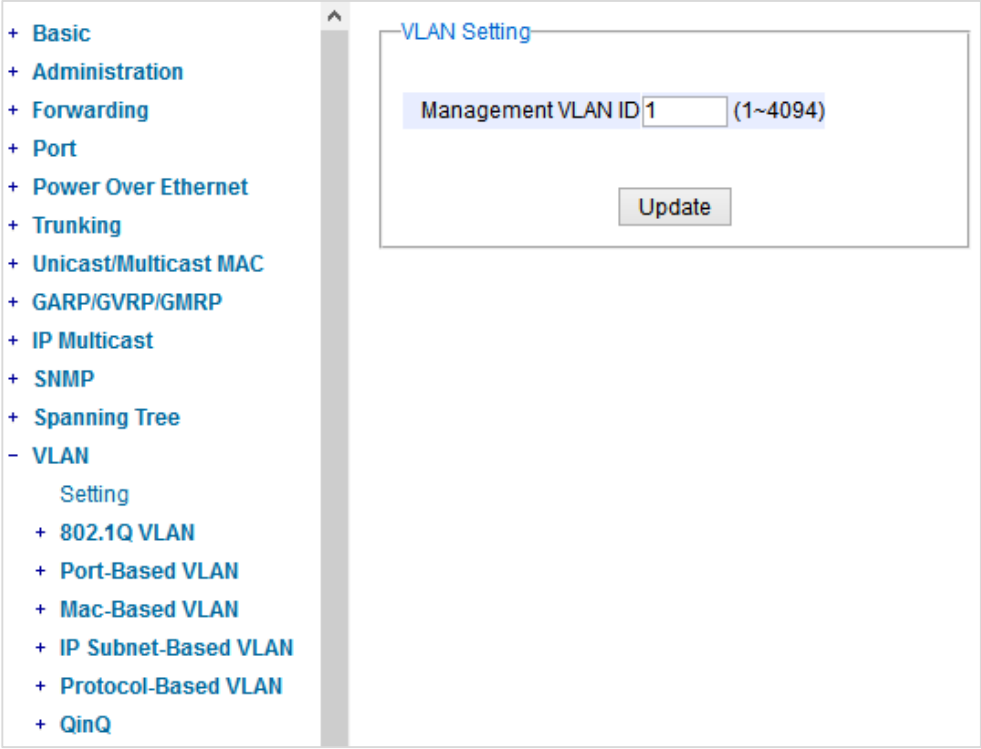 + Basic
+ Administration
+ Forwarding
+ Port
+ Power Over Ethernet
+ Trunking
+ Unicast/Multicast MAC
+ GARP/GVRP/GMRP
+ IP Multicast
+ SNMP
+ Spanning Tree
- VLAN
Setting
+ 802.1Q VLAN
+ Port-Based VLAN
+ Mac-Based VLAN
+ IP Subnet-Based VLAN
+ Protocol-Based VLAN
+ QinQ
VLAN Setting
Management VLAN ID 1 (1~4094)
Update